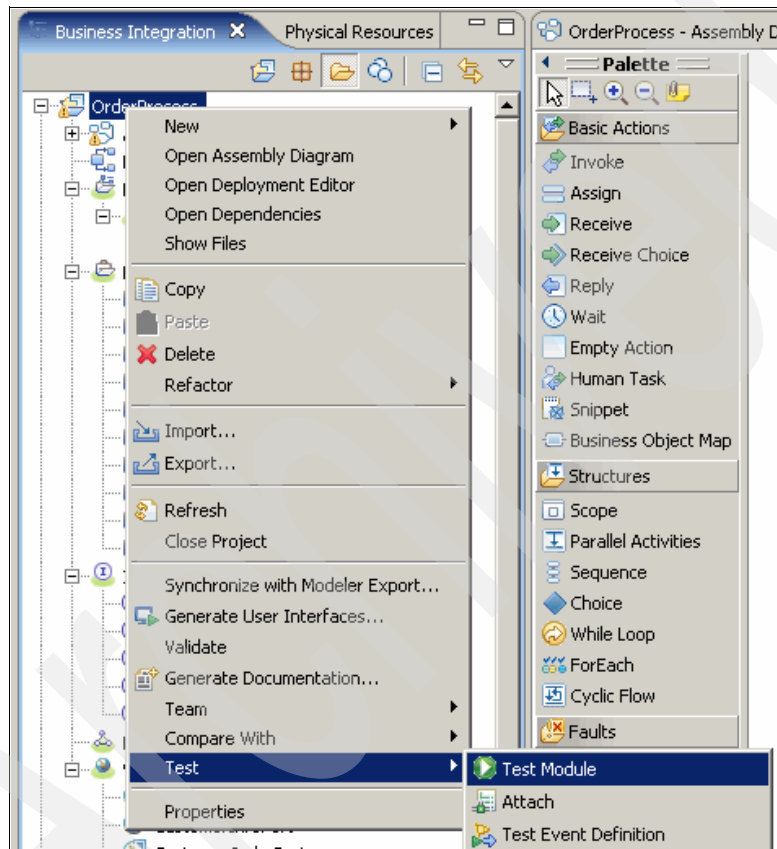 Business Integration
Physical Resources
OrderProcess - Assembly D
Palette
OrderProcess
New
Open Assembly Diagram
Open Deployment Editor
Open Dependencies
Show Files
Copy
Paste
Delete
Refactor
Import...
Export...
Refresh
Close Project
Synchronize with Modeler Export...
Generate User Interfaces...
Validate
Generate Documentation...
Team
Compare With
Test
Properties
Test Module
Attach
Test Event Definition
Basic Actions
Invoke
Assign
Receive
Receive Choice
Reply
Wait
Empty Action
Human Task
Snippet
Business Object Map
Structures
Scope
Parallel Activities
Sequence
Choice
While Loop
ForEach
Cyclic Flow
Faults